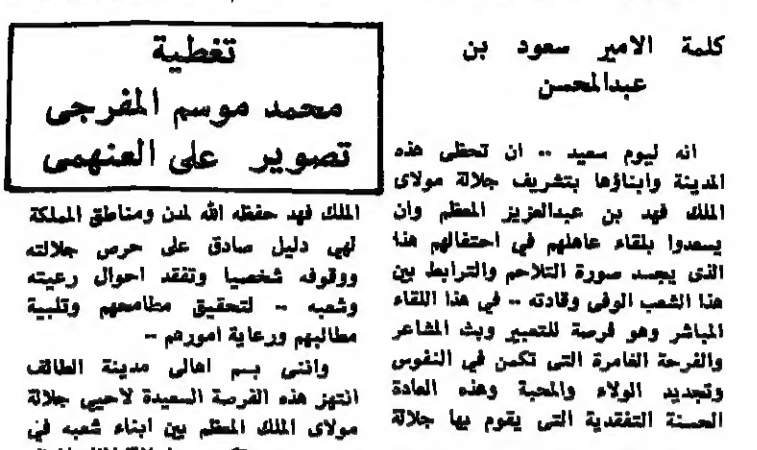 كلمة الامير سعود بن
عبدالمحسن
انه ليوم سعيد .. ان تحظى هذه
المدينة وابناؤها بتشريف جلالة مولاى
الملك فهد بن عبدالعزيز المعظم وان
يسعدوا بلقاء عاهلهم في احتفالهم هذا
الذى يجسد صورة التلاحم والترابط بين
هذا الشعب الوفى وقادته .. في هذا اللقاء
المباشر وهو فرصة للتعبير وبث المشاعر
والفرحة الغامرة التى تكمن في النفوس
وتجديد الولاء والمحبة وهذه العادة
الحسنة التفقدية التى يقوم بها جلالة
تغطية
محمد موسم المفرجى
تصوير على العنهمى
الملك فهد حفظه الله لمدن ومناطق المملكة
لهي دليل صادق على حرص جلالته
ووقوفه شخصيا وتفقد احوال رعيته
وشعبه .. لتحقيق مطامحهم وتلبية
مطالبهم ورعاية امورهم ..
واننى بسم اهالى مدينة الطائف
انتهز هذه الفرصة السعيدة لاحيي جلالة
مولاى الملك المعظم بين ابناء شعبه في